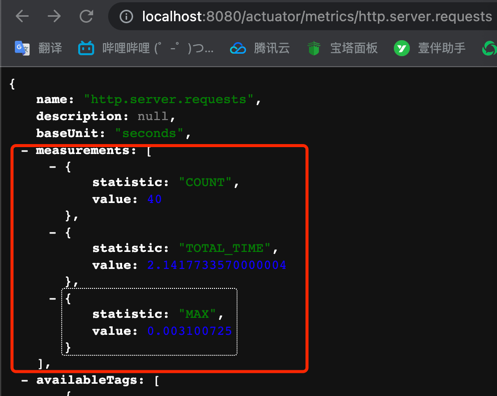 localhost:8080/actuator/metrics/http.server.requests
翻译 哔哩哔哩 (゜-゜)つ... 腾讯云 宝塔面板 壹伴助手
{
name: "http.server.requests",
description: null,
baseUnit: "seconds",
- measurements: [
- {
statistic: "COUNT",
value: 40
},
- {
statistic: "TOTAL_TIME",
value: 2.1417733570000004
},
- {
statistic: "MAX",
value: 0.003100725
}
],
- availableTags: [